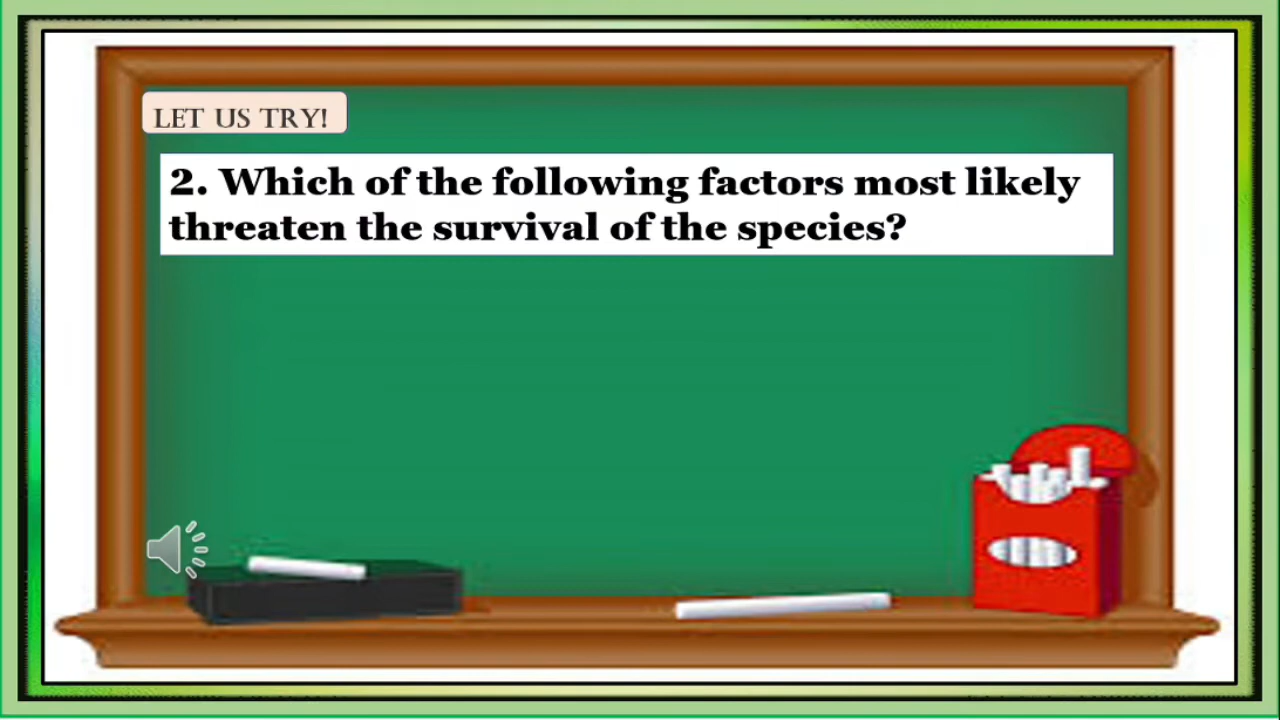 LET US TRY!
2. Which of the following factors most likely
threaten the survival of the species?